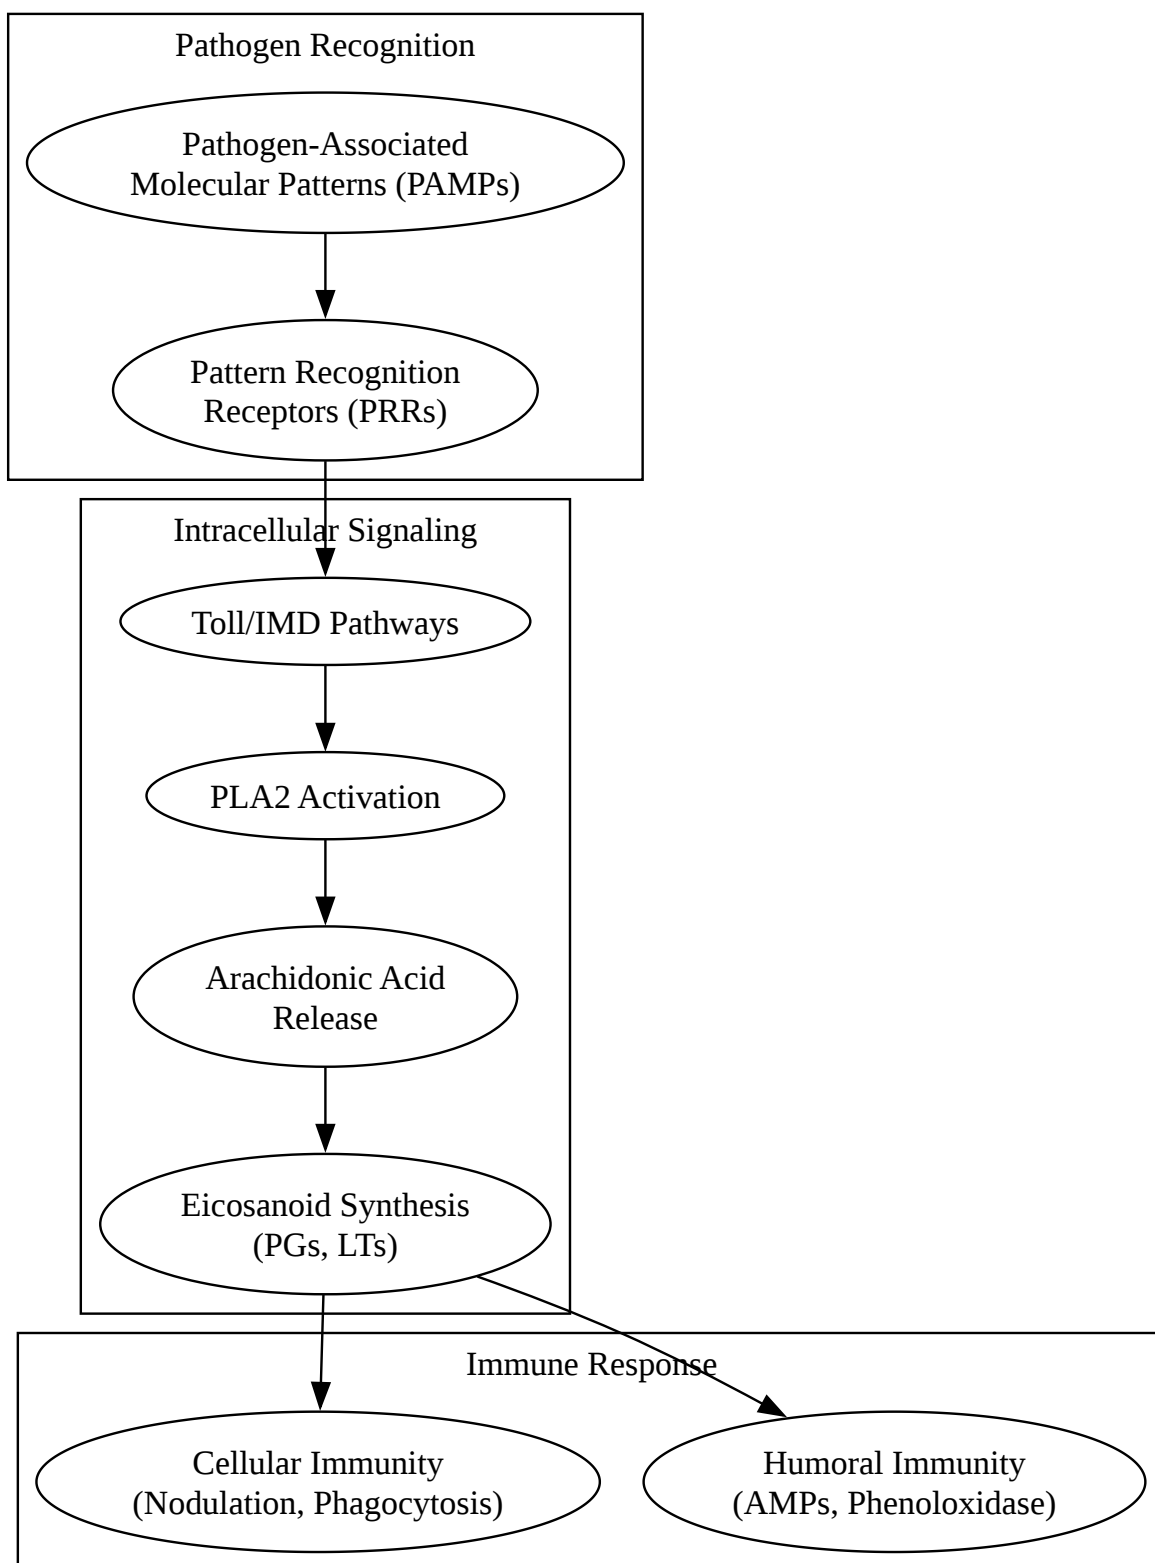 Pathogen Recognition
Pathogen-Associated
Molecular Patterns (PAMPs)
Pattern Recognition
Receptors (PRRs)
Intracellular Signaling
Toll/IMD Pathways
PLA2 Activation
Arachidonic Acid
Release
Eicosanoid Synthesis
(PGs, LTs)
Immune Response
Cellular Immunity
(Nodulation, Phagocytosis)
Humoral Immunity
(AMPs, Phenoloxidase)